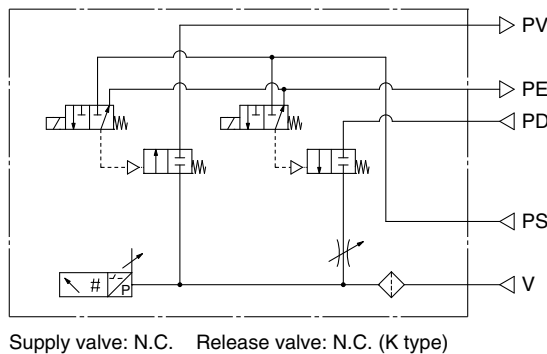 PV
PE
PD
PS
# P V
Supply valve: N.C. Release valve: N.C. (K type)